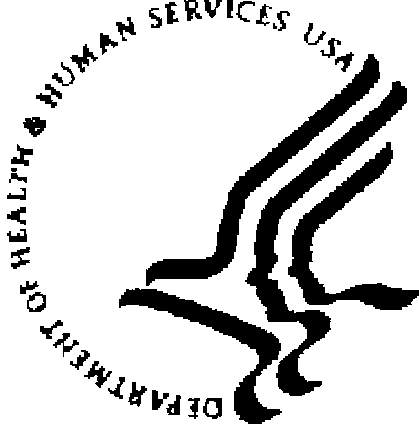 DEPARTMENT OF HEALTH & HUMAN SERVICES USA